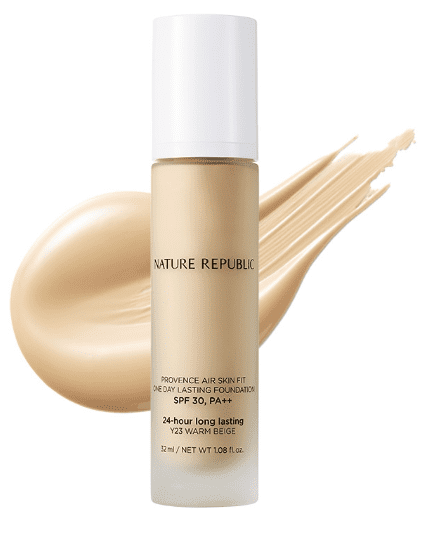 NATURE REPUBLIC
PROVENCE AIR SKIN FIT
ONE DAY LASTING FOUNDATION
SPF 30, PA++
24-hour long lasting
Y23 WARM BEIGE
32 ml / NET WT 1.08 fl. oz.